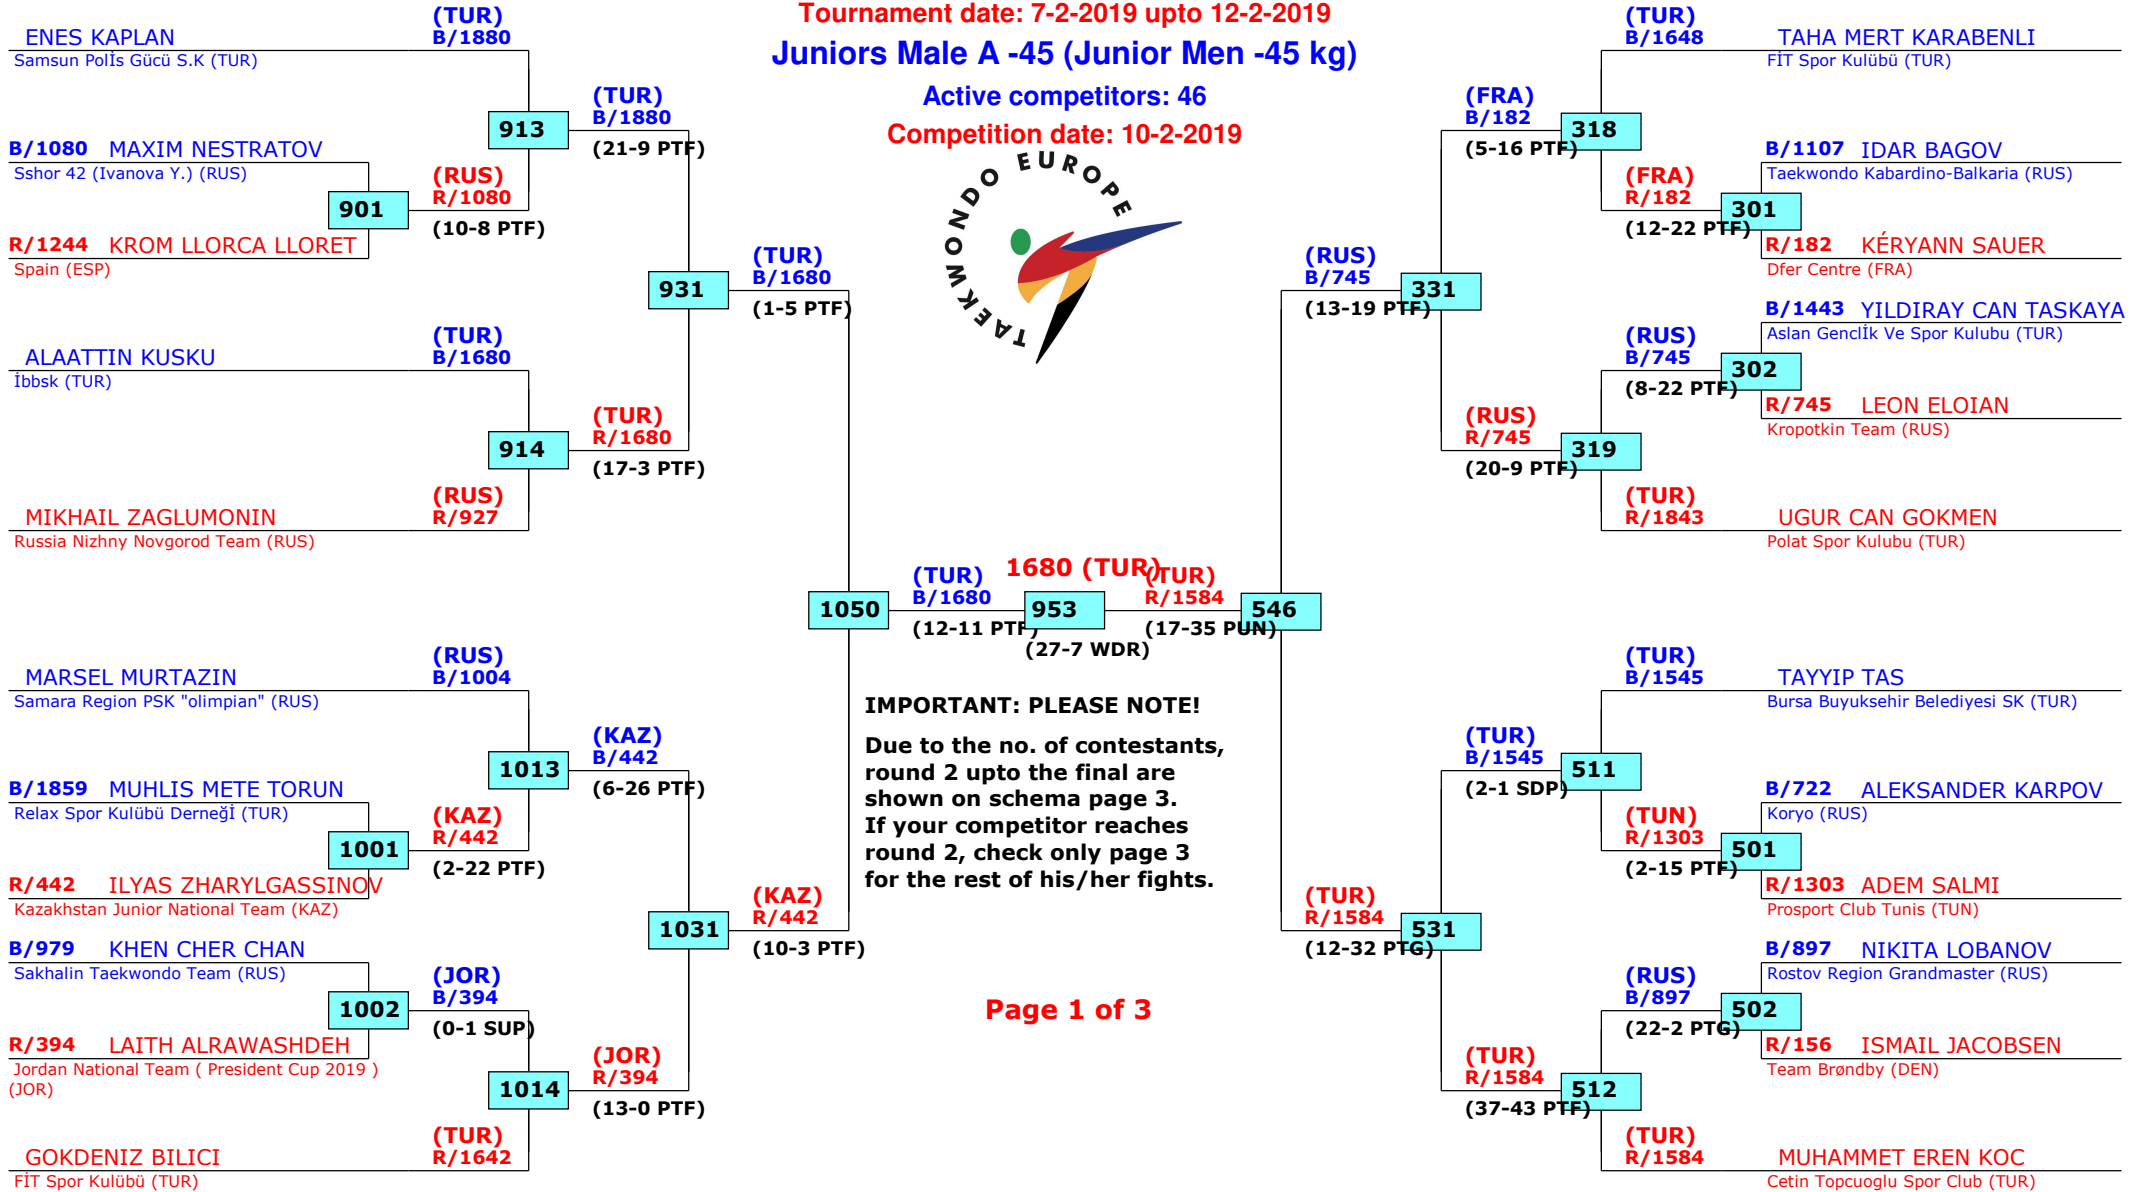 Tournament date: 7-2-2019 upto 12-2-2019
Juniors Male A -45 (Junior Men -45 kg)
Active competitors: 46
Competition date: 10-2-2019
TAEKWONDO EUROPE
(TUR)
ENES KAPLAN B/1880
Samsun Polİs Gücü S.K (TUR)
(TUR)
B/1880
913
(21-9 PTF)
B/1080 MAXIM NESTRATOV
Sshor 42 (Ivanova Y.) (RUS)
(RUS)
R/1080
901
(10-8 PTF)
R/1244 KROM LLORCA LLORET
Spain (ESP)
(TUR)
B/1680
931
(1-5 PTF)
(TUR)
ALAATTIN KUSKU B/1680
İbbsk (TUR)
(TUR)
R/1680
914
(17-3 PTF)
(RUS)
MIKHAIL ZAGLUMONIN R/927
Russia Nizhny Novgorod Team (RUS)
1680 (TUR)
(TUR)
B/1680
1050
(12-11 PTF)
953
(27-7 WDR)
(TUR)
R/1584
546
(17-35 PUN)
(RUS)
MARSEL MURTAZIN B/1004
Samara Region PSK "olimpian" (RUS)
(KAZ)
B/442
1013
(6-26 PTF)
B/1859 MUHLIS METE TORUN
Relax Spor Kulübü Derneğİ (TUR)
(KAZ)
R/442
1001
(2-22 PTF)
R/442 ILYAS ZHARYLGASSINOV
Kazakhstan Junior National Team (KAZ)
(KAZ)
R/442
1031
(10-3 PTF)
B/979 KHEN CHER CHAN
Sakhalin Taekwondo Team (RUS)
(JOR)
B/394
1002
(0-1 SUP)
R/394 LAITH ALRAWASHDEH
Jordan National Team ( President Cup 2019 )
(JOR)
(JOR)
R/394
1014
(13-0 PTF)
(TUR)
GOKDENIZ BILICI R/1642
FİT Spor Kulübü (TUR)
IMPORTANT: PLEASE NOTE!
Due to the no. of contestants,
round 2 upto the final are
shown on schema page 3.
If your competitor reaches
round 2, check only page 3
for the rest of his/her fights.
Page 1 of 3
(TUR)
B/1648 TAHA MERT KARABENLI
FİT Spor Kulübü (TUR)
(FRA)
B/182
318
(5-16 PTF)
B/1107 IDAR BAGOV
Taekwondo Kabardino-Balkaria (RUS)
(FRA)
R/182
301
(12-22 PTF)
R/182 KÉRYANN SAUER
Dfer Centre (FRA)
(RUS)
B/745
331
(13-19 PTF)
B/1443 YILDIRAY CAN TASKAYA
Aslan Genclİk Ve Spor Kulubu (TUR)
(RUS)
B/745
302
(8-22 PTF)
R/745 LEON ELOIAN
Kropotkin Team (RUS)
(RUS)
R/745
319
(20-9 PTF)
(TUR)
R/1843 UGUR CAN GOKMEN
Polat Spor Kulubu (TUR)
(TUR)
B/1545 TAYYIP TAS
Bursa Buyuksehir Belediyesi SK (TUR)
(TUR)
B/1545
511
(2-1 SDP)
B/722 ALEKSANDER KARPOV
Koryo (RUS)
(TUN)
R/1303
501
(2-15 PTF)
R/1303 ADEM SALMI
Prosport Club Tunis (TUN)
(TUR)
R/1584
531
(12-32 PTG)
B/897 NIKITA LOBANOV
Rostov Region Grandmaster (RUS)
(RUS)
B/897
502
(22-2 PTG)
R/156 ISMAIL JACOBSEN
Team Brøndby (DEN)
(TUR)
R/1584
512
(37-43 PTF)
(TUR)
R/1584 MUHAMMET EREN KOC
Cetin Topcuoglu Spor Club (TUR)